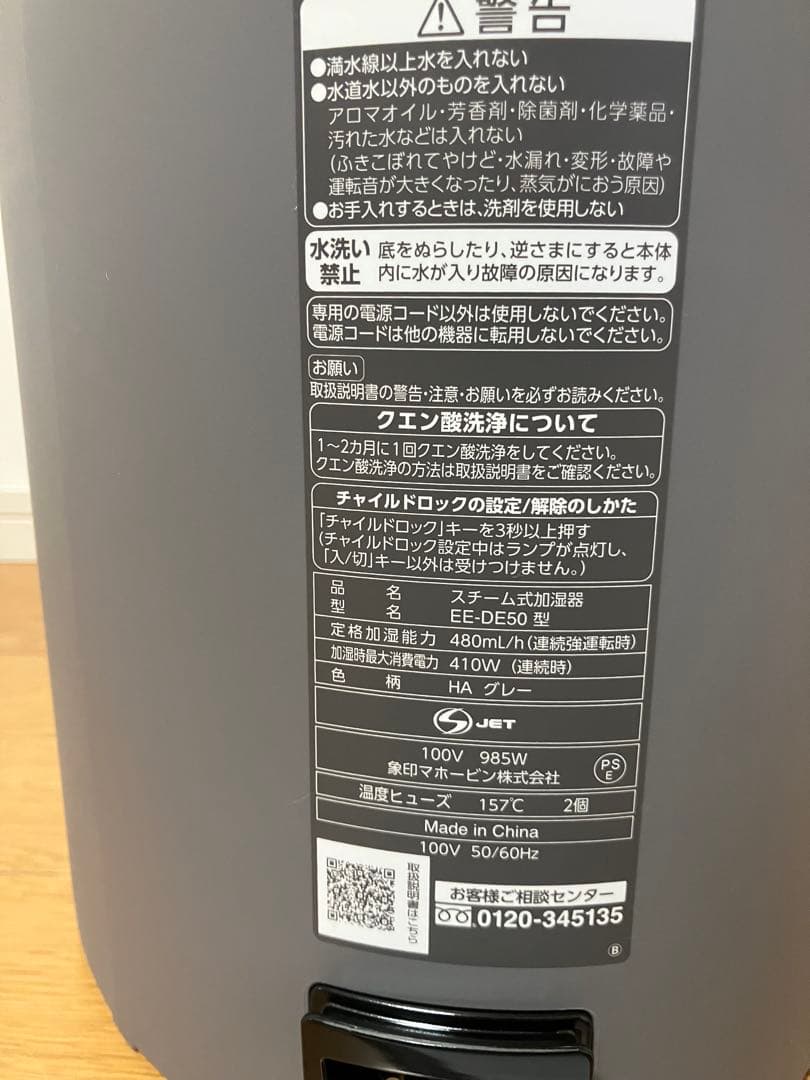 警告
●満水線以上水を入れない
●水道水以外のものを入れない
アロマオイル・芳香剤・除菌剤・化学薬品・
汚れた水などは入れない
(ふきこぼれてやけど・水漏れ・変形・故障や
運転音が大きくなったり、蒸気がにおう原因)
●お手入れするときは、洗剤を使用しない
水洗い
禁止
底をぬらしたり、逆さまにすると本体
内に水が入り故障の原因になります。
専用の電源コード以外は使用しないでください。
電源コードは他の機器に転用しないでください。
お願い
取扱説明書の警告・注意・お願いを必ずお読みください。
クエン酸洗浄について
1〜2カ月に1回クエン酸洗浄をしてください。
クエン酸洗浄の方法は取扱説明書をご確認ください。
チャイルドロックの設定/解除のしかた
「チャイルドロック」キーを3秒以上押す
(チャイルドロック設定中はランプが点灯し、
「入/切」キー以外は受けつけません。)
品 名 スチーム式加湿器
型 名 EE-DE50 型
定格加湿能力 480mL/h(連続強運転時)
加湿時最大消費電力 410W (連続時)
色 柄 HA グレー
JET
100V 985W
象印マホービン株式会社
PS
E
温度ヒューズ 157℃ 2個
Made in China
100V 50/60Hz
取扱説明書はこちら
お客様ご相談センター
0120-345135
B